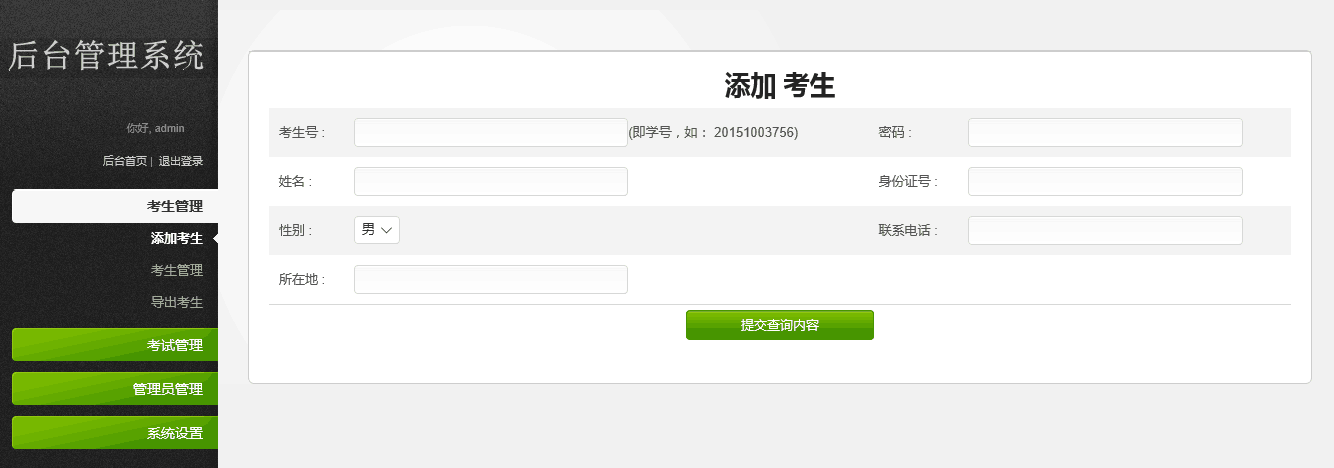 后台管理系统
你好, admin
后台首页 | 退出登录
考生管理
添加考生
考生管理
导出考生
考试管理
管理员管理
系统设置
添加 考生
考生号 : (即学号，如： 20151003756) 密码 :
姓名 : 身份证号 :
性别 : 男 联系电话 :
所在地 :
提交查询内容